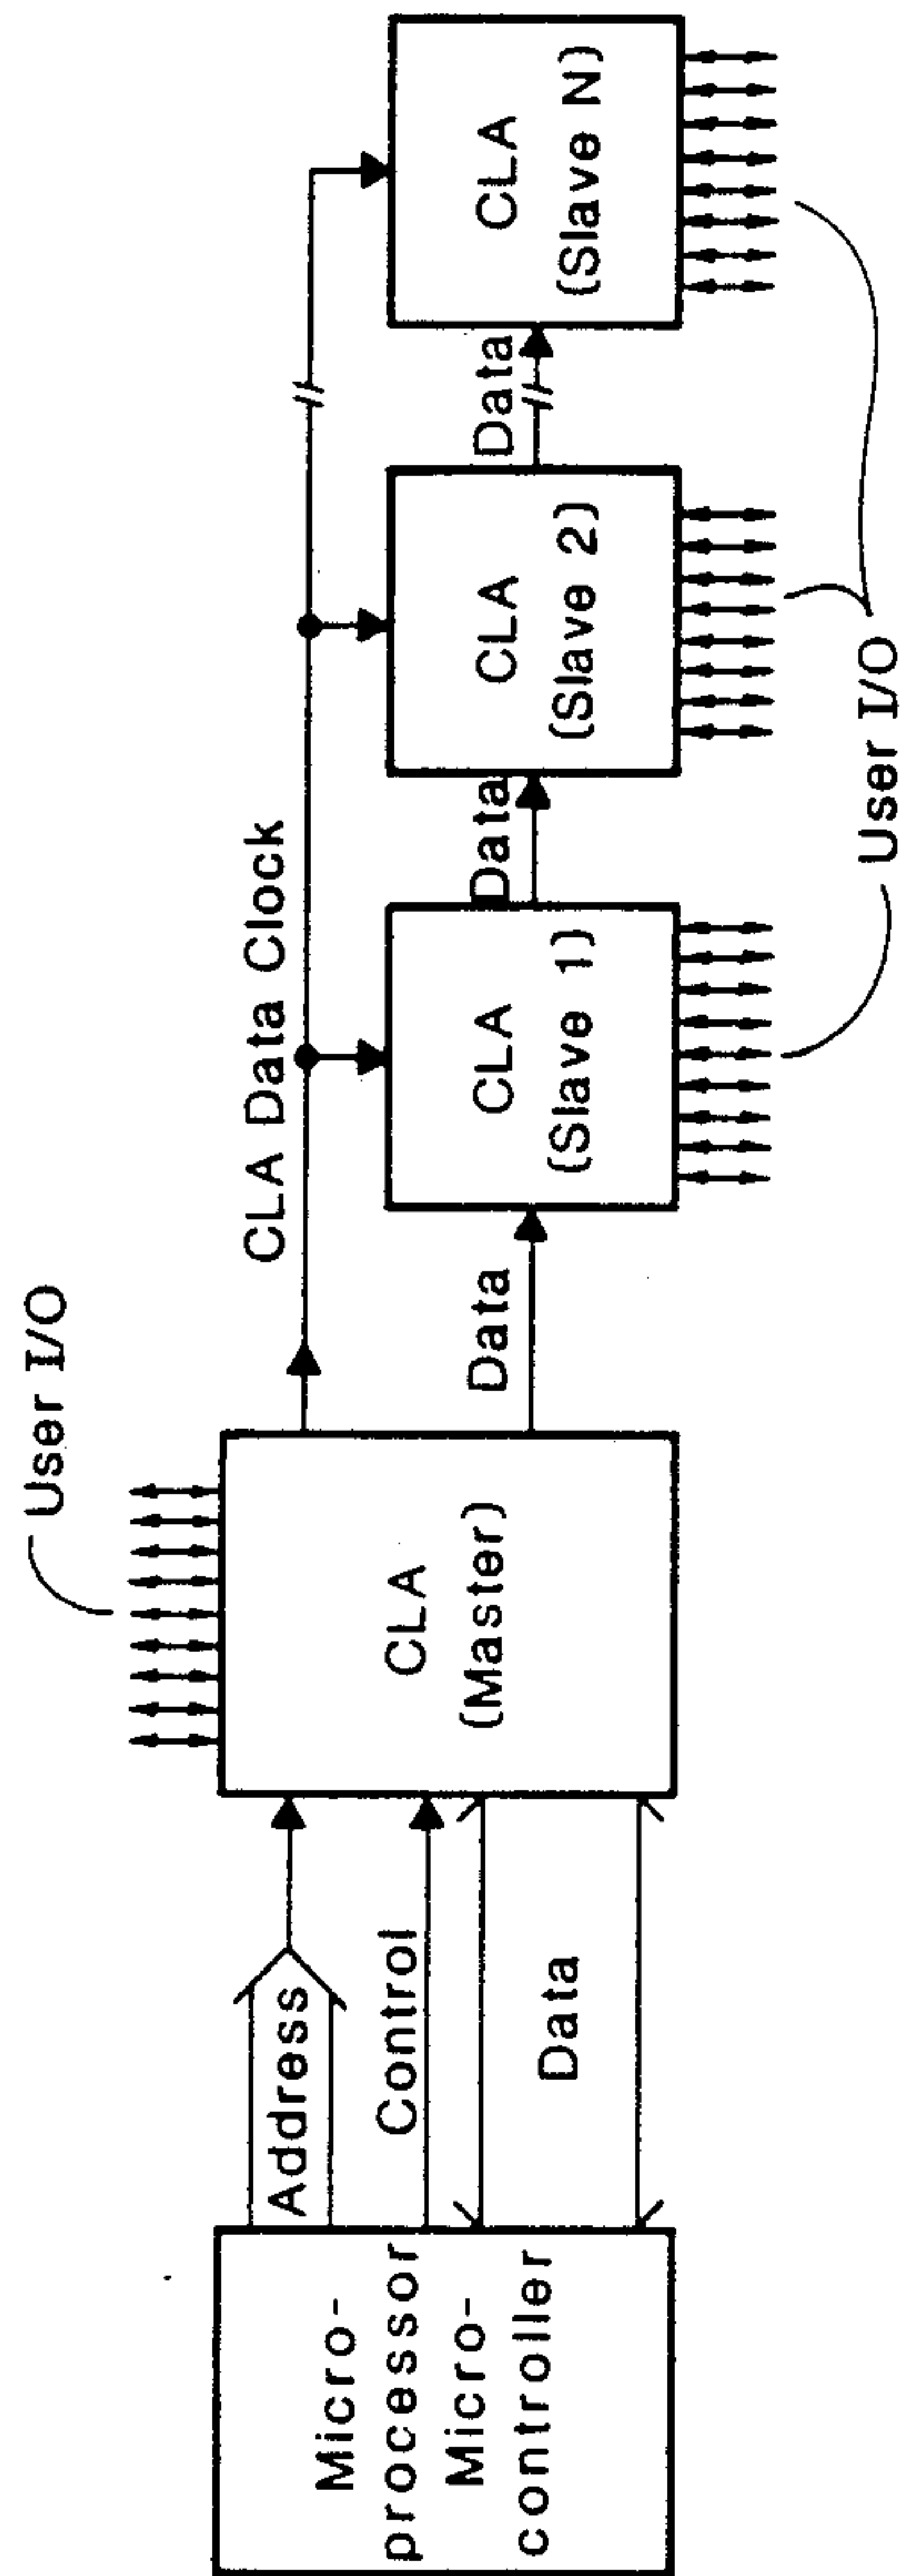 Micro-
processor
Micro-
controller
Address
Control
Data
User I/O
CLA
(Master)
CLA Data Clock
Data
CLA
(Slave 1)
Data
CLA
(Slave 2)
Data
CLA
(Slave N)
User I/O